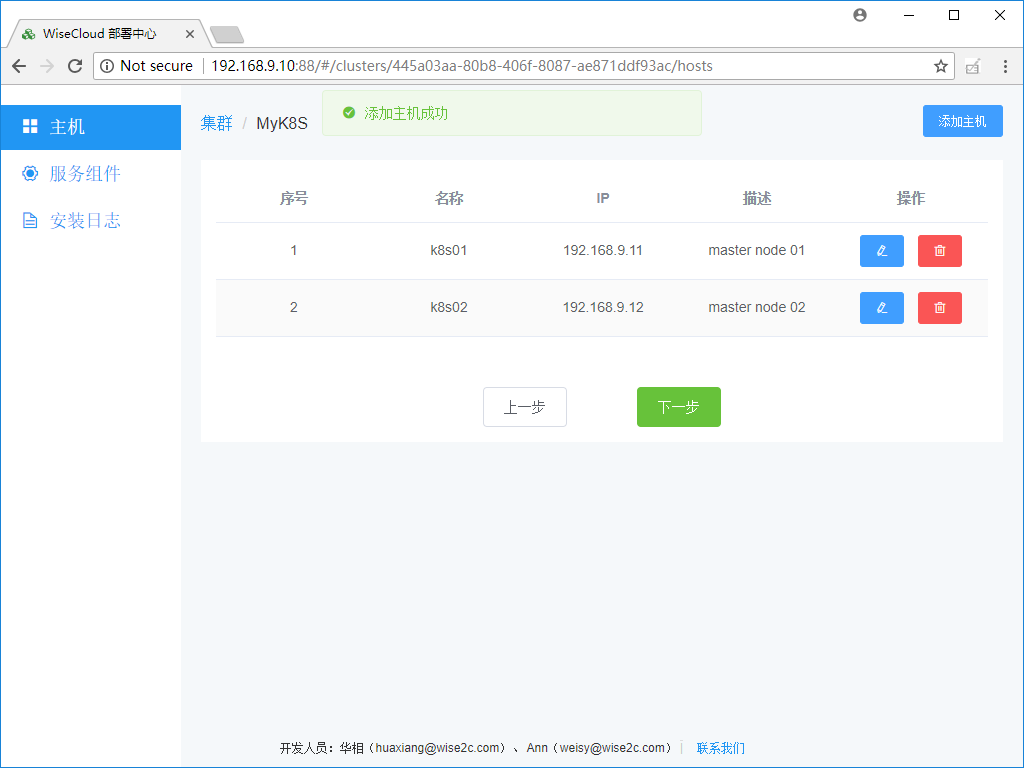 WiseCloud 部署中心
Not secure
192.168.9.10:88/#/clusters/445a03aa-80b8-406f-8087-ae871ddf93ac/hosts
主机
服务组件
安装日志
集群 / MyK8S
添加主机成功
添加主机
序号 名称 IP 描述 操作
1 k8s01 192.168.9.11 master node 01
2 k8s02 192.168.9.12 master node 02
上一步 下一步
开发人员：华相（huaxiang@wise2c.com）、Ann（weisy@wise2c.com） 联系我们